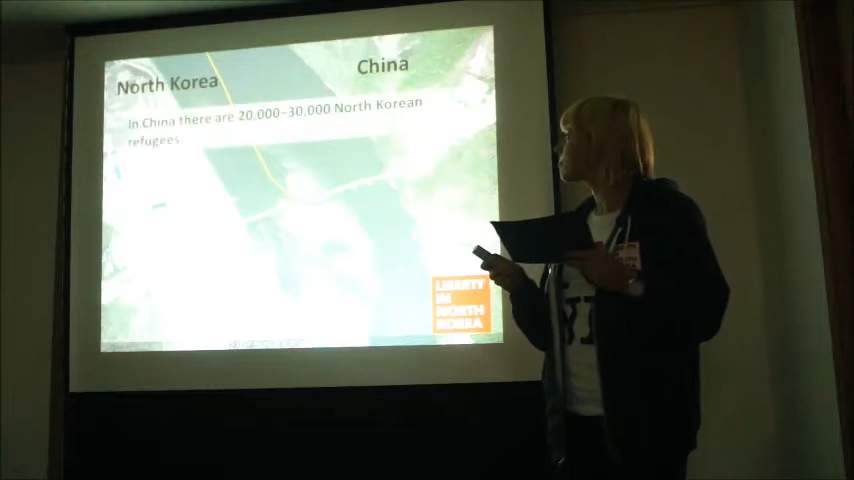 North Korea
China
In China there are 20,000-30,000 North Korean
refugees
LIBERTY
IN
NORTH
KOREA